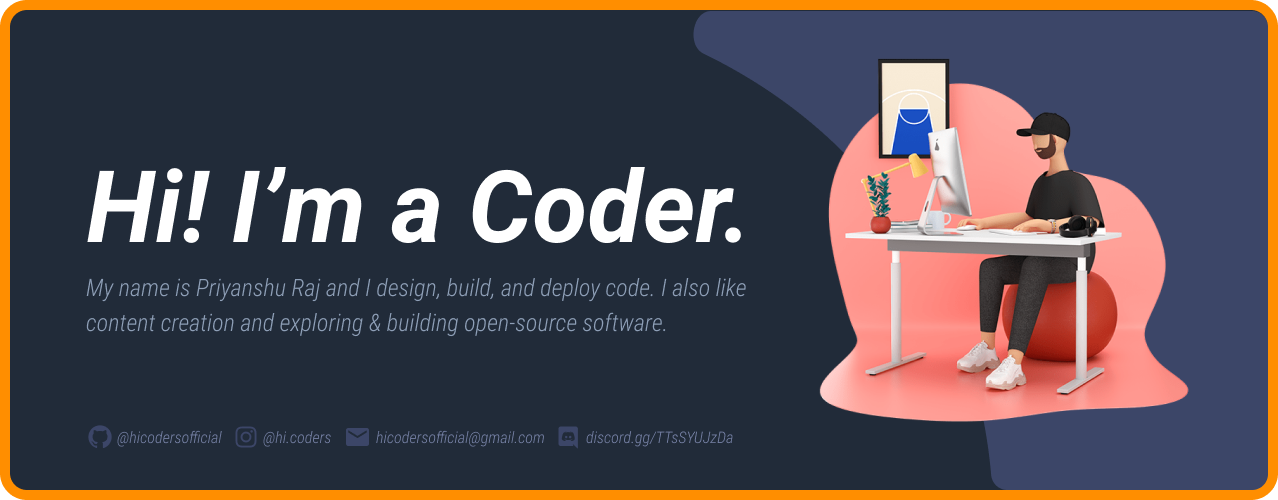 Hi! I’m a Coder.
My name is Priyanshu Raj and I design, build, and deploy code. I also like
content creation and exploring & building open-source software.
@hicodersofficial @hi.coders hicodersofficial@gmail.com discord.gg/TTsSYUJzDa